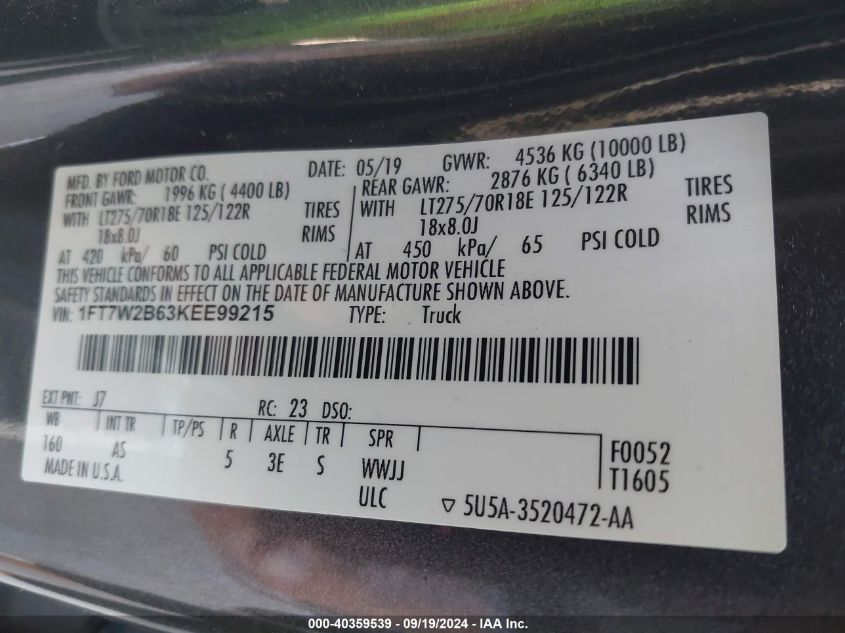 MFD. BY FORD MOTOR CO.
DATE: 05/19 GVWR: 4536 KG (10000 LB)
FRONT GAWR: 1996 KG ( 4400 LB)
REAR GAWR: 2876 KG ( 6340 LB)
WITH LT275/70R18E 125/122R TIRES
WITH LT275/70R18E 125/122R TIRES
18x8.0J RIMS
18x8.0J RIMS
AT 420 kPa/ 60 PSI COLD
AT 450 kPa/ 65 PSI COLD
THIS VEHICLE CONFORMS TO ALL APPLICABLE FEDERAL MOTOR VEHICLE
SAFETY STANDARDS IN EFFECT ON THE DATE OF MANUFACTURE SHOWN ABOVE.
VIN: 1FT7W2B63KEE99215 TYPE: Truck
EXT PNT: J7 RC: 23 DSO:
WB INT TR TP/PS R AXLE TR SPR
160 AS 5 3E S WWJJ
F0052
T1605
MADE IN U.S.A. ULC
5U5A-3520472-AA
000-40359539 - 09/19/2024 - IAA Inc.